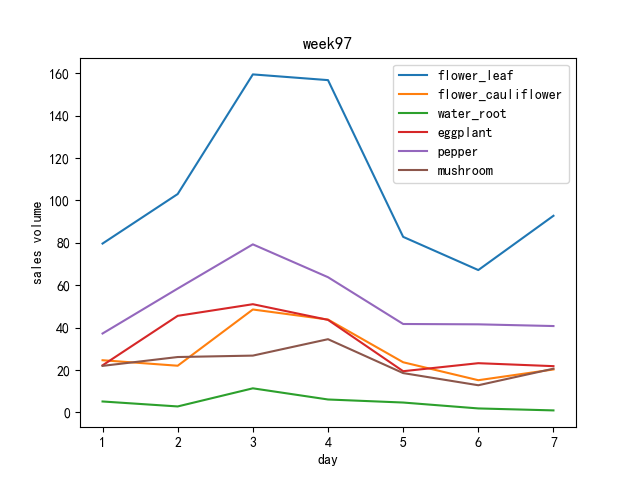 week97
flower_leaf
flower_cauliflower
water_root
eggplant
pepper
mushroom
sales volume
160
140
120
100
80
60
40
20
0
1 2 3 4 5 6 7
day